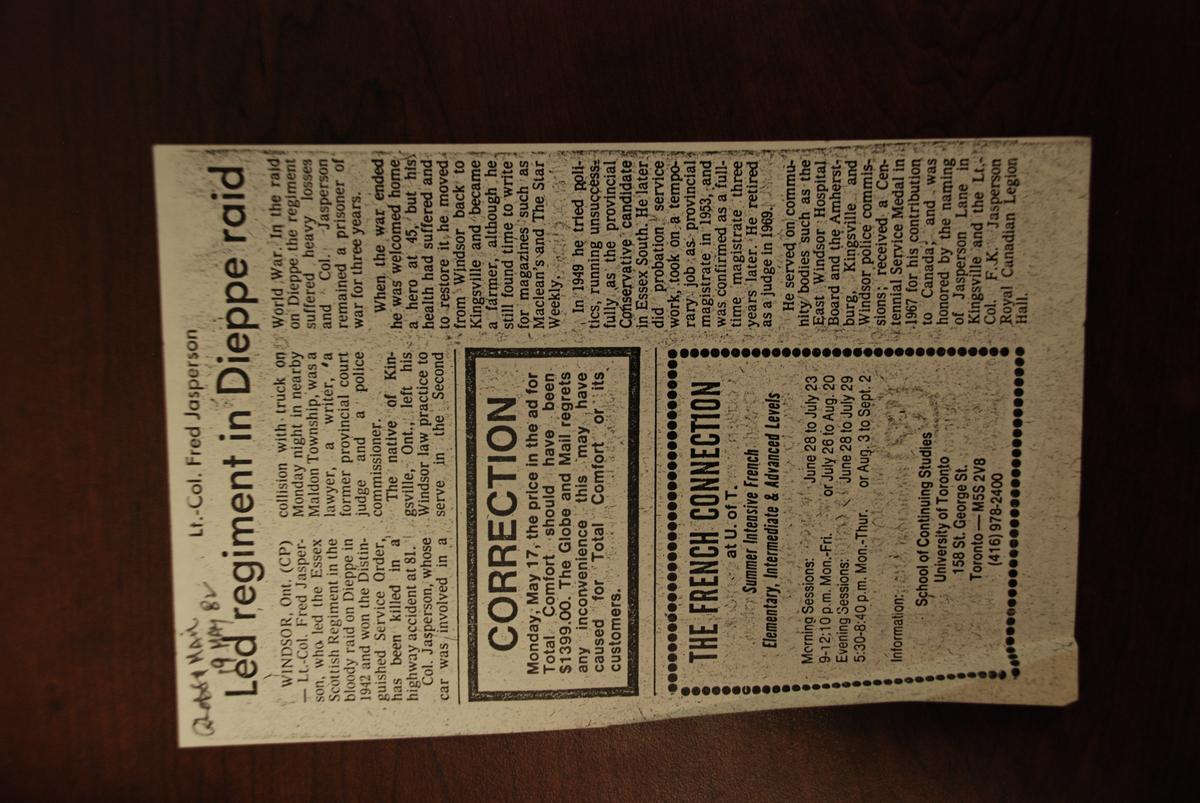 19 MAY 82
Lt.-Col. Fred Jasperson
Led regiment in Dieppe raid
WINDSOR, Ont. (CP)
— Lt.-Col. Fred Jasper-
son, who led the Essex
Scottish Regiment in the
bloody raid on Dieppe in
1942 and won the Distin-
guished Service Order,
has been killed in a
highway accident at 81.
Col. Jasperson, whose
car was involved in a
collision with truck on
Monday night in nearby
Maldon Township, was a
lawyer, a writer, a
former provincial court
judge and a police
commissioner.
The native of Kin-
gsville, Ont., left his
Windsor law practice to
serve in the Second
World War. In the raid
on Dieppe the regiment
suffered heavy losses
and Col. Jasperson
remained a prisoner of
war for three years.
When the war ended
he was welcomed home
a hero at 45, but his
health had suffered and
to restore it, he moved
from Windsor back to
Kingsville and became
a farmer, although he
still found time to write
for magazines such as
Maclean's and The Star
Weekly.
In 1949 he tried poli-
tics, running unsuccess-
fully as the provincial
Conservative candidate
in Essex South. He later
did probation service
work, took on a tempo-
rary job as provincial
magistrate in 1953, and
was confirmed as a full-
time magistrate three
years later. He retired
as a judge in 1969.
He served on commu-
nity bodies such as the
East Windsor Hospital
Board and the Amherst-
burg, Kingsville and
Windsor police commis-
sions; received a Cen-
tennial Service Medal in
1967 for his contribution
to Canada; and was
honored by the naming
of Jasperson Lane in
Kingsville and the Lt.-
Col. F.K. Jasperson
Royal Canadian Legion
Hall.
CORRECTION
Monday, May 17, the price in the ad for
Total Comfort should have been
$1399.00. The Globe and Mail regrets
any inconvenience this may have
caused for Total Comfort or its
customers.
THE FRENCH CONNECTION
at U. of T.
Summer Intensive French
Elementary, Intermediate & Advanced Levels
Morning Sessions: June 28 to July 23
9-12:10 p.m. Mon.-Fri. or July 26 to Aug. 20
Evening Sessions: June 28 to July 29
5:30-8:40 p.m. Mon.-Thur. or Aug. 3 to Sept. 2
Information:
School of Continuing Studies
University of Toronto
158 St. George St.
Toronto — M5S 2V8
(416) 978-2400